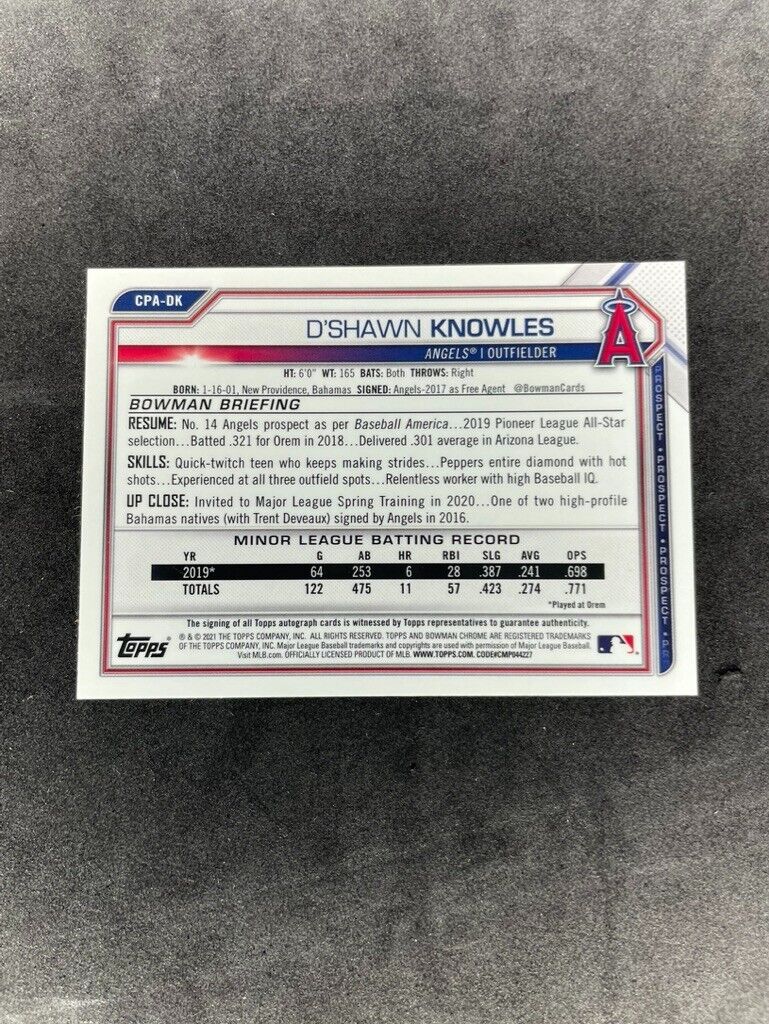 CPA-DK
D'SHAWN KNOWLES
A
ANGELS® | OUTFIELDER
HT: 6'0" WT: 165 BATS: Both THROWS: Right
BORN: 1-16-01, New Providence, Bahamas SIGNED: Angels-2017 as Free Agent @BowmanCards
BOWMAN BRIEFING
RESUME: No. 14 Angels prospect as per Baseball America...2019 Pioneer League All-Star
selection...Batted .321 for Orem in 2018...Delivered .301 average in Arizona League.
SKILLS: Quick-twitch teen who keeps making strides...Peppers entire diamond with hot
shots...Experienced at all three outfield spots...Relentless worker with high Baseball IQ.
UP CLOSE: Invited to Major League Spring Training in 2020...One of two high-profile
Bahamas natives (with Trent Deveaux) signed by Angels in 2016.
MINOR LEAGUE BATTING RECORD
YR G AB HR RBI SLG AVG OPS
2019* 64 253 6 28 .387 .241 .698
TOTALS 122 475 11 57 .423 .274 .771
*Played at Orem
The signing of all Topps autograph cards is witnessed by Topps representatives to guarantee authenticity.
Topps®
® & © 2021 THE TOPPS COMPANY, INC. ALL RIGHTS RESERVED. TOPPS AND BOWMAN CHROME ARE REGISTERED TRADEMARKS
OF THE TOPPS COMPANY, INC. Major League Baseball trademarks and copyrights are used with permission of Major League Baseball.
Visit MLB.com. OFFICIALLY LICENSED PRODUCT OF MLB. WWW.TOPPS.COM. CODE#CMP044227
PROSPECT • PROSPECT • PROSPECT • PROSPECT • PR